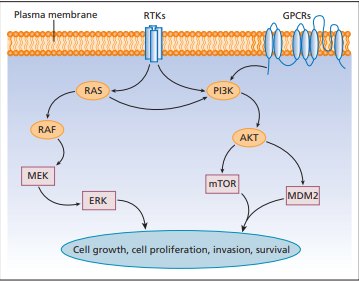 Plasma membrane
RTKs
GPCRs
RAS
PI3K
RAF
AKT
MEK
mTOR
ERK
MDM2
Cell growth, cell proliferation, invasion, survival